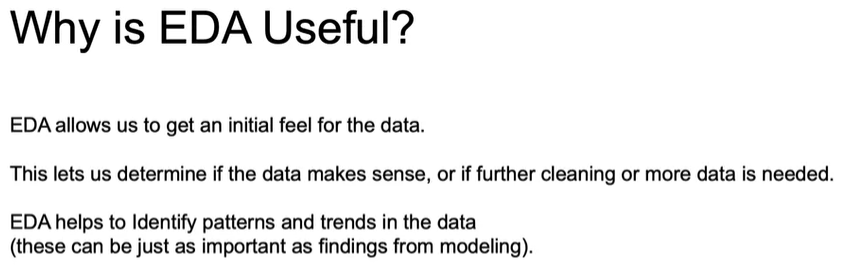 Why is EDA Useful?
EDA allows us to get an initial feel for the data.
This lets us determine if the data makes sense, or if further cleaning or more data is needed.
EDA helps to Identify patterns and trends in the data
(these can be just as important as findings from modeling).